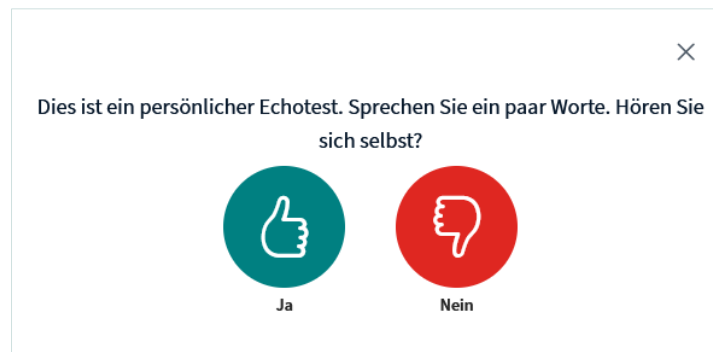 Dies ist ein persönlicher Echotest. Sprechen Sie ein paar Worte. Hören Sie
sich selbst?
Ja
Nein